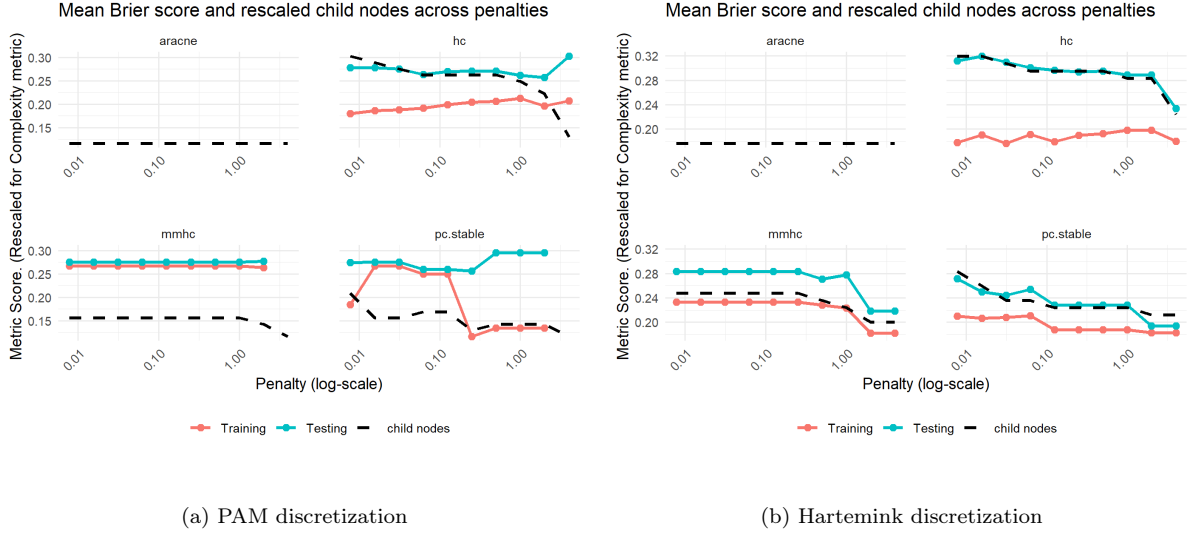 Mean Brier score and rescaled child nodes across penalties
Metric Score. (Rescaled for Complexity metric)
aracne
hc
0.30
0.25
0.20
0.15
0.01
0.10
1.00
0.01
0.10
1.00
mmhc
pc.stable
0.30
0.25
0.20
0.15
0.01
0.10
1.00
0.01
0.10
1.00
Penalty (log-scale)
Training Testing child nodes
(a) PAM discretization
Mean Brier score and rescaled child nodes across penalties
Metric Score. (Rescaled for Complexity metric)
aracne
hc
0.32
0.28
0.24
0.20
0.01
0.10
1.00
0.01
0.10
1.00
mmhc
pc.stable
0.32
0.28
0.24
0.20
0.01
0.10
1.00
0.01
0.10
1.00
Penalty (log-scale)
Training Testing child nodes
(b) Hartemink discretization